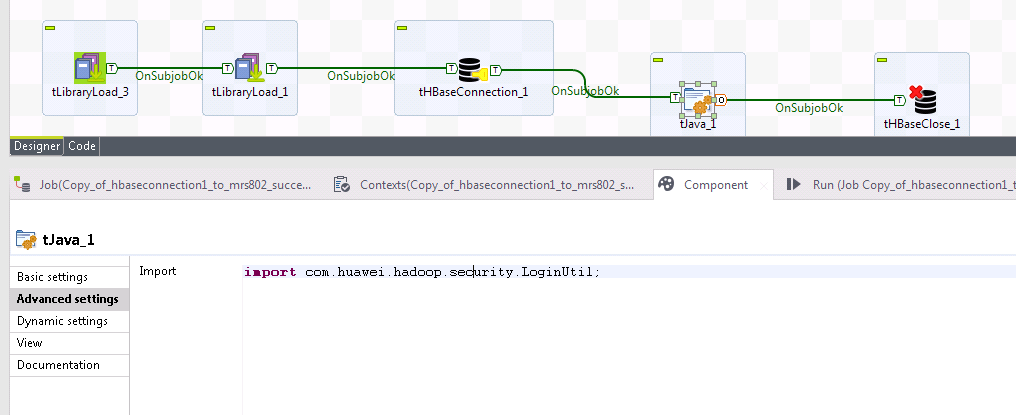 OnSubjobOk
OnSubjobOk
OnSubjobOk
OnSubjobOk
tLibraryLoad_3
tLibraryLoad_1
tHBaseConnection_1
tJava_1
tHBaseClose_1
Designer Code
Job(Copy_of_hbaseconnection1_to_mrs802_succe... Contexts(Copy_of_hbaseconnection1_to_mrs802_s... Component Run (Job Copy_of_hbaseconnection1_t
tJava_1
Basic settings
Advanced settings
Dynamic settings
View
Documentation
Import
import com.huawei.hadoop.security.LoginUtil;